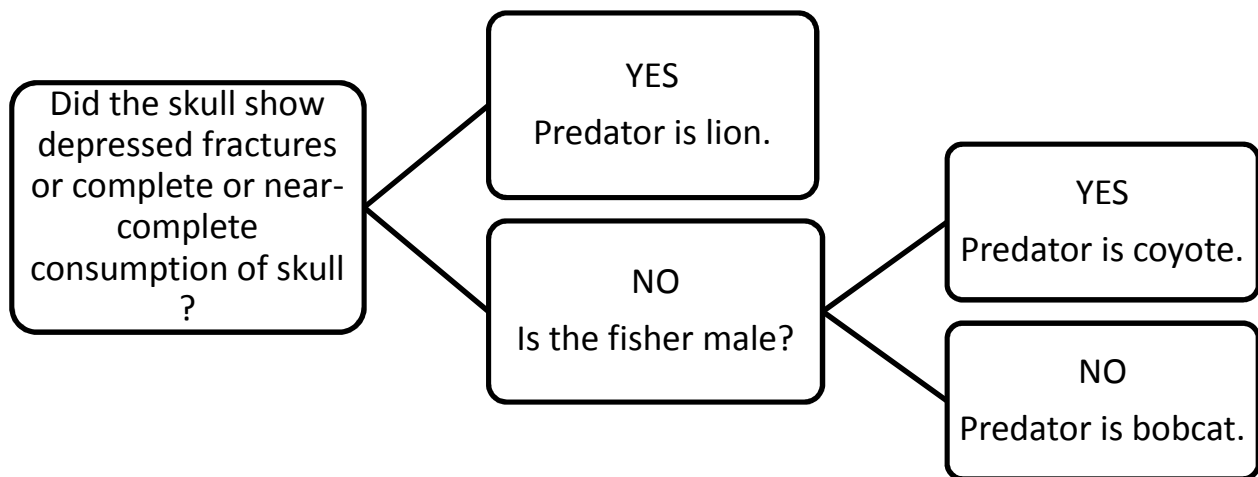 Did the skull show
depressed fractures
or complete or near-
complete
consumption of skull
?
YES
Predator is lion.
NO
Is the fisher male?
YES
Predator is coyote.
NO
Predator is bobcat.